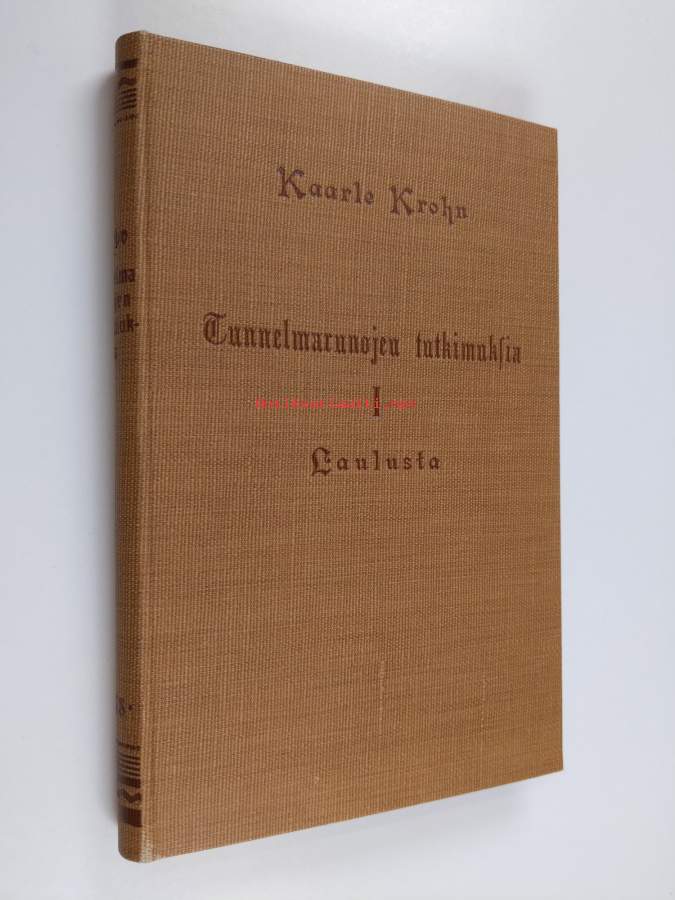 Kaarle Krohn
Tunnelmarunojen tutkimuksia
I
Laulusta